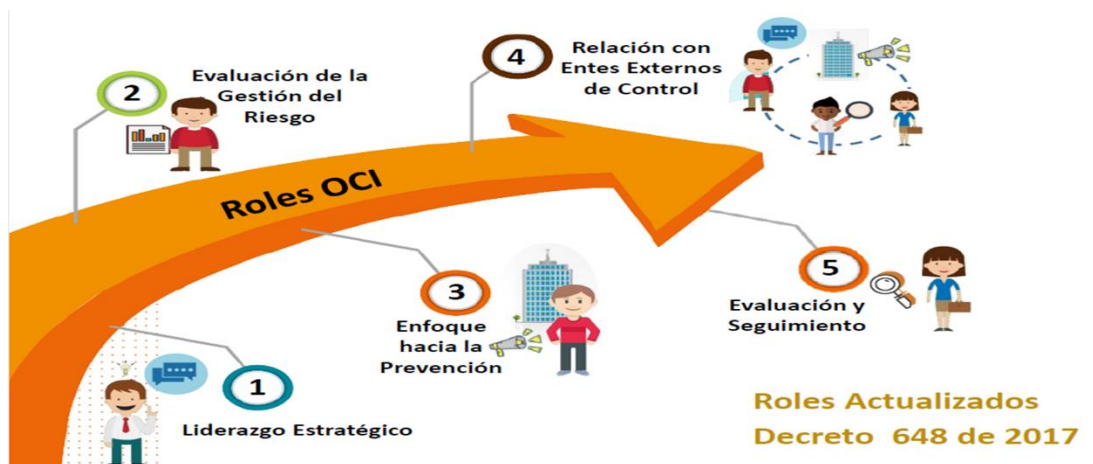 1
Liderazgo Estratégico
2
Evaluación de la
Gestión del
Riesgo
3
Enfoque
hacia la
Prevención
4
Relación con
Entes Externos
de Control
5
Evaluación y
Seguimiento
Roles OCI
Roles Actualizados
Decreto 648 de 2017